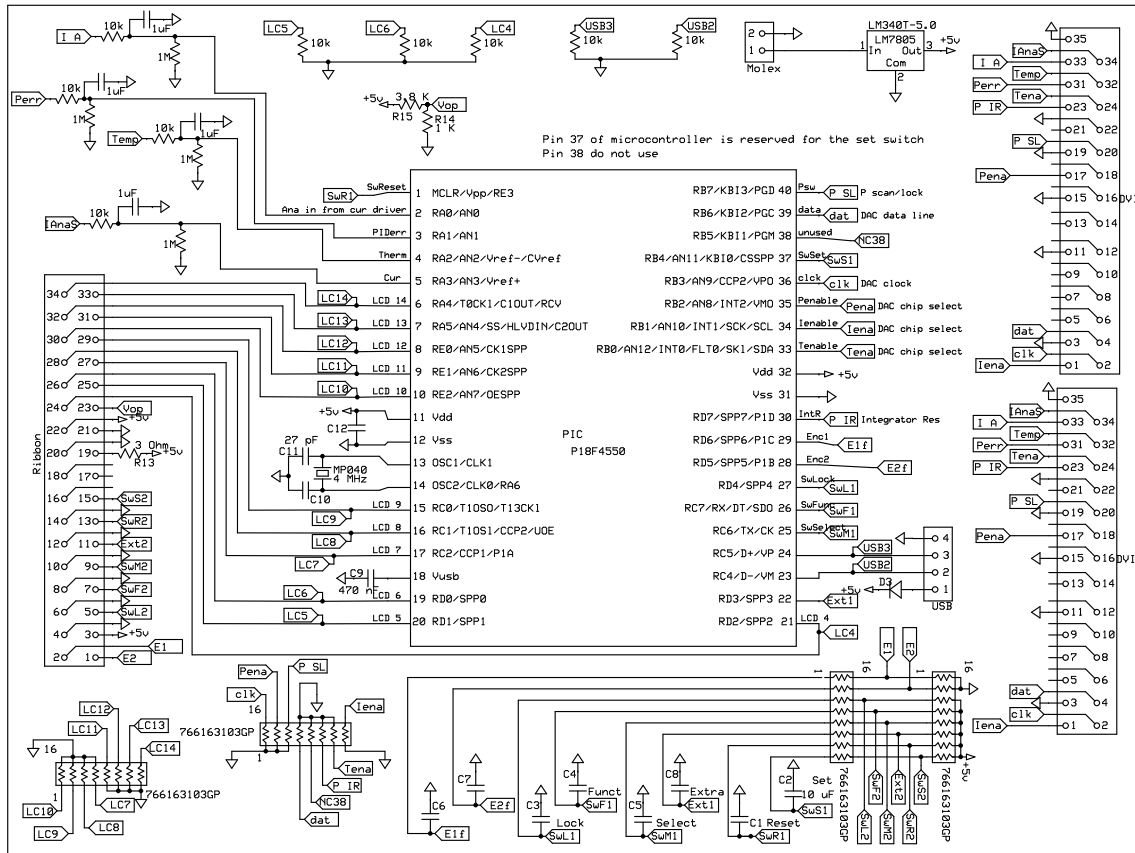 I A
10k
1uF
1M
Perr
10k
1uF
1M
Temp
10k
1uF
1M
IAnaS
10k
1uF
1M
LC5
10k
LC6
10k
LC4
10k
USB3
10k
USB2
10k
+5v
3.8 K
R15
Vop
R14
1 K
2
1
Molex
LM340T-5.0
LM7805
1 In Out 3
Com
2
+5v
Pin 37 of microcontroller is reserved for the set switch
Pin 38 do not use
PIC
P18F4550
SwR1 SwReset 1 MCLR/Vpp/RE3
Ana in from cur driver 2 RA0/AN0
PIDerr 3 RA1/AN1
Therm 4 RA2/AN2/Vref-/CVref
Cur 5 RA3/AN3/Vref+
LC14 LCD 14 6 RA4/T0CK1/C1OUT/RCV
LC13 LCD 13 7 RA5/AN4/SS/HLVDIN/C2OUT
LC12 LCD 12 8 RE0/AN5/CK1SPP
LC11 LCD 11 9 RE1/AN6/CK2SPP
LC10 LCD 10 10 RE2/AN7/OESPP
+5v 11 Vdd
C12
12 Vss
27 pF
C11 13 OSC1/CLK1
MP040
4 MHz
C10 14 OSC2/CLK0/RA6
LC9 LCD 9 15 RC0/T1OSO/T13CK1
LC8 LCD 8 16 RC1/T1OS1/CCP2/UOE
LC7 LCD 7 17 RC2/CCP1/P1A
C9
470 nF 18 Vusb
LC6 LCD 6 19 RD0/SPP0
LC5 LCD 5 20 RD1/SPP1
RB7/KBI3/PGD 40 Psw P SL P scan/lock
RB6/KBI2/PGC 39 data dat DAC data line
RB5/KBI1/PGM 38 unused NC38
RB4/AN11/KBI0/CSSPP 37 SwSet SwS1
RB3/AN9/CCP2/VPO 36 clck clk DAC clock
RB2/AN8/INT2/VMO 35 Penable Pena DAC chip select
RB1/AN10/INT1/SCK/SCL 34 Ienable Iena DAC chip select
RB0/AN12/INT0/FLT0/SK1/SDA 33 Tenable Tena DAC chip select
Vdd 32 +5v
Vss 31
RD7/SPP7/P1D 30 IntR P IR Integrator Res
RD6/SPP6/P1C 29 Enc1 E1f
RD5/SPP5/P1B 28 Enc2 E2f
RD4/SPP4 27 SwLock SwL1
RC7/RX/DT/SDO 26 SwFunc SwF1
RC6/TX/CK 25 SwSelect SwM1
RC5/D+/VP 24 USB3
RC4/D-/VM 23 USB2
RD3/SPP3 22 Ext1
RD2/SPP2 21 LCD 4 LC4
+5v D3
4
3
2
1
USB
Ribbon
34 33
32 31
30 29
28 27
26 25
24 23 Vop
22 21 +5v
20 19 3 Ohm R13 +5v
18 17
16 15 SwS2
14 13 SwR2
12 11 Ext2
10 9 SwM2
8 7 SwF2
6 5 SwL2
4 3 +5v
2 1 E1
E2
35
IAnaS 34
I A 33
Temp 32
Perr 31
Tena 24
P IR 23
22
21
P SL 20
19
18
Pena 17
16 DVI
15
14
13
12
11
10
9
8
7
6
5
dat 4
3
clk 2
Iena 1
35
IAnaS 34
I A 33
Temp 32
Perr 31
Tena 24
P IR 23
22
21
P SL 20
19
18
Pena 17
16 DVI
15
14
13
12
11
10
9
8
7
6
5
dat 4
3
clk 2
Iena 1
LC12
LC11
LC13
LC14
16
766163103GP
1
LC10
LC9
LC8
LC7
Pena
P SL
clk
Iena
16
766163103GP
1
Tena
P IR
NC38
dat
E1
E2
1
16
1
16
766163103GP
766163103GP
+5v
SwL2
SwF2
SwM2
Ext2
SwR2
SwS2
C6
E1f
C7
E2f
C3
Lock
SwL1
C4
Funct
SwF1
C5
Select
SwM1
C8
Extra
Ext1
C1
Reset
SwR1
C2
Set
10 uF
SwS1